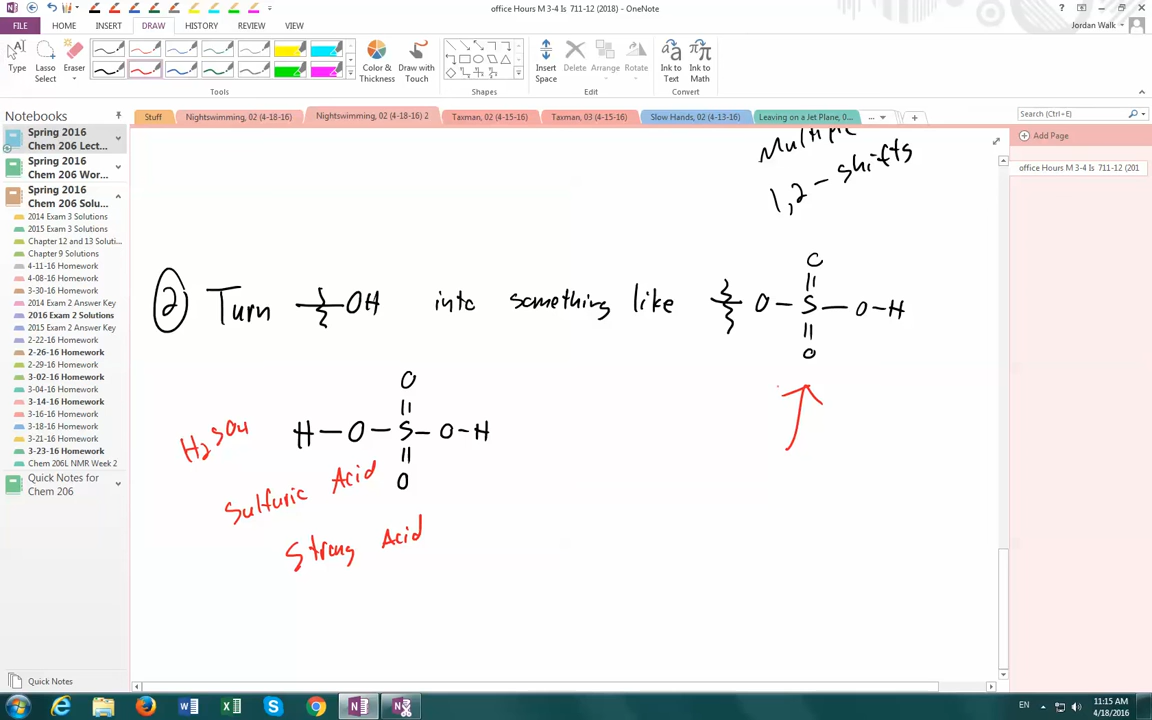 office Hours M 3-4 Is 711-12 (2018) - OneNote
FILE HOME INSERT DRAW HISTORY REVIEW VIEW
Jordan Walk
Type Lasso Select Eraser Color & Thickness Draw with Touch Insert Space Delete Arrange Rotate Ink to Text Ink to Math
Tools Shapes Edit Convert
Notebooks
Stuff Nightswimming, 02 (4-18-16) Nightswimming, 02 (4-18-16) 2 Taxman, 02 (4-15-16) Taxman, 03 (4-15-16) Slow Hands, 02 (4-13-16) Leaving on a Jet Plane, 0... ...
Search (Ctrl+E)
Add Page
office Hours M 3-4 Is 711-12 (201
Spring 2016
Chem 206 Lect...
Spring 2016
Chem 206 Wor...
Spring 2016
Chem 206 Solu...
2014 Exam 3 Solutions
2015 Exam 3 Solutions
Chapter 12 and 13 Soluti...
Chapter 9 Solutions
4-11-16 Homework
4-08-16 Homework
3-30-16 Homework
2014 Exam 2 Answer Key
2016 Exam 2 Solutions
2015 Exam 2 Answer Key
2-22-16 Homework
2-26-16 Homework
2-29-16 Homework
3-02-16 Homework
3-04-16 Homework
3-14-16 Homework
3-16-16 Homework
3-18-16 Homework
3-21-16 Homework
3-23-16 Homework
Chem 206L NMR Week 2
Quick Notes for
Chem 206
Quick Notes
Multiple
1,2 - shifts
2 Turn OH into something like O-S-O-H
O
O
O
H-O-S-O-H
O
H2SO4
Sulfuric Acid
Strong Acid
EN 11:15 AM
4/18/2016